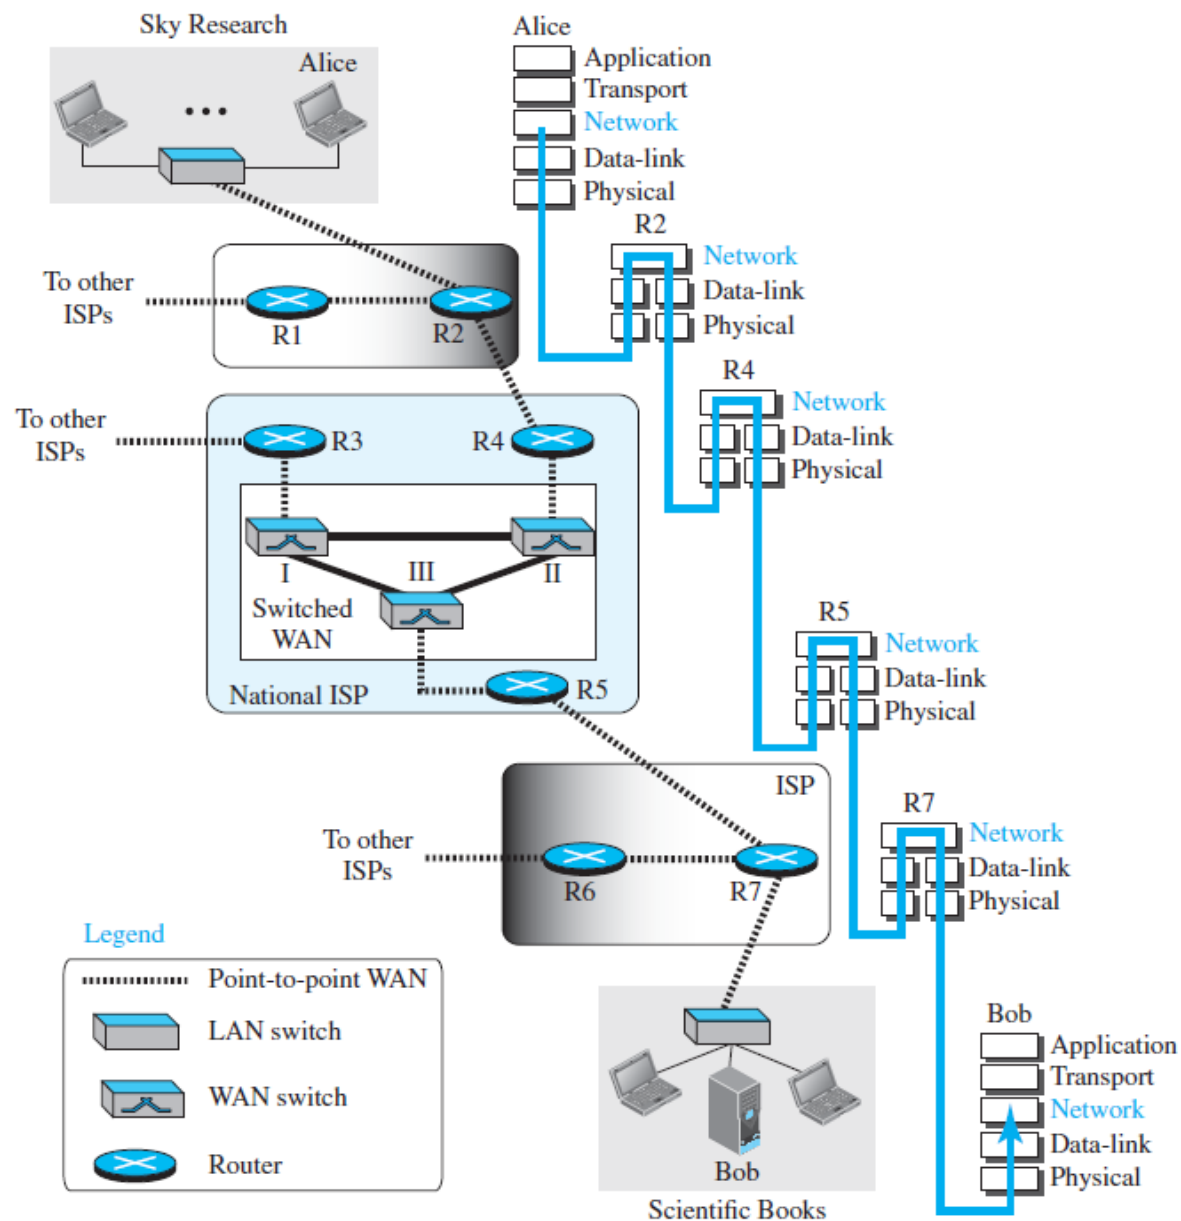 Sky Research
Alice
Alice
Application
Transport
Network
Data-link
Physical
R2
Network
Data-link
Physical
To other
ISPs
R1
R2
R4
Network
Data-link
Physical
To other
ISPs
R3
R4
I
III
II
Switched
WAN
National ISP
R5
R5
Network
Data-link
Physical
ISP
To other
ISPs
R6
R7
R7
Network
Data-link
Physical
Legend
Point-to-point WAN
LAN switch
WAN switch
Router
Bob
Scientific Books
Bob
Application
Transport
Network
Data-link
Physical